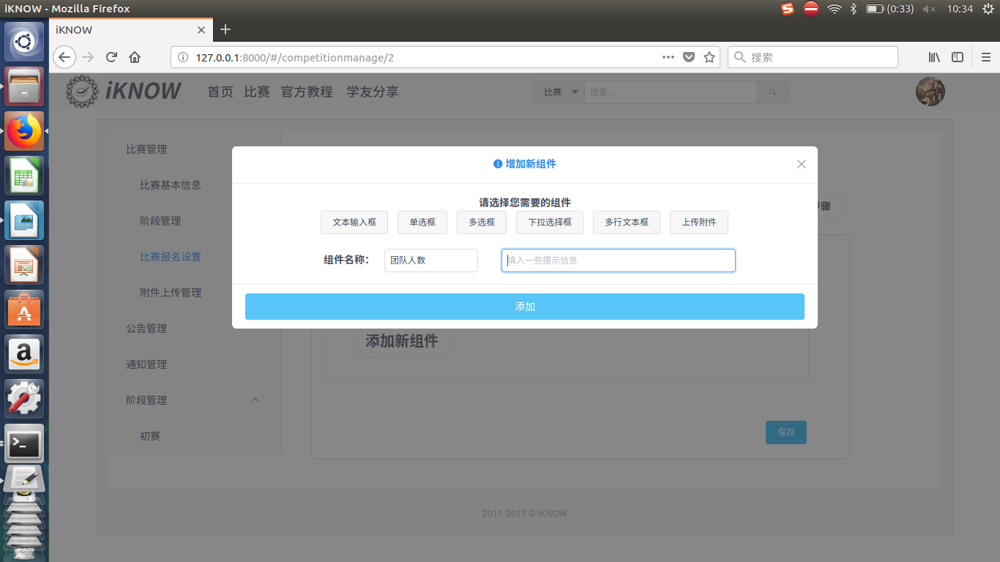 iKNOW - Mozilla Firefox
(0:33)
10:34
iKNOW
127.0.0.1:8000/#/competitionmanage/2
搜索
iKNOW
首页 比赛 官方教程 学友分享
比赛
搜索...
比赛管理
比赛基本信息
阶段管理
比赛报名设置
附件上传管理
公告管理
通知管理
阶段管理
初赛
增加新组件
请选择您需要的组件
文本输入框 单选框 多选框 下拉选择框 多行文本框 上传附件
组件名称： 团队人数 填入一些提示信息
添加
骤
添加新组件
保存
2011-2017 © iKNOW